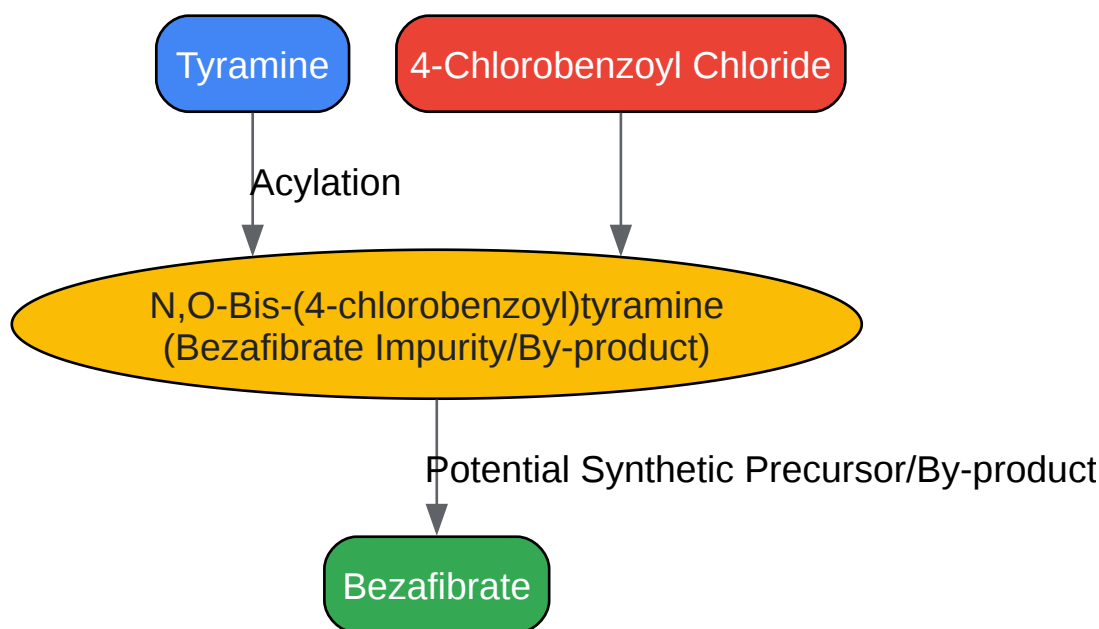 Tyramine
4-Chlorobenzoyl Chloride
Acylation
N,O-Bis-(4-chlorobenzoyl)tyramine
(Bezafibrate Impurity/By-product)
Potential Synthetic Precursor/By-product
Bezafibrate